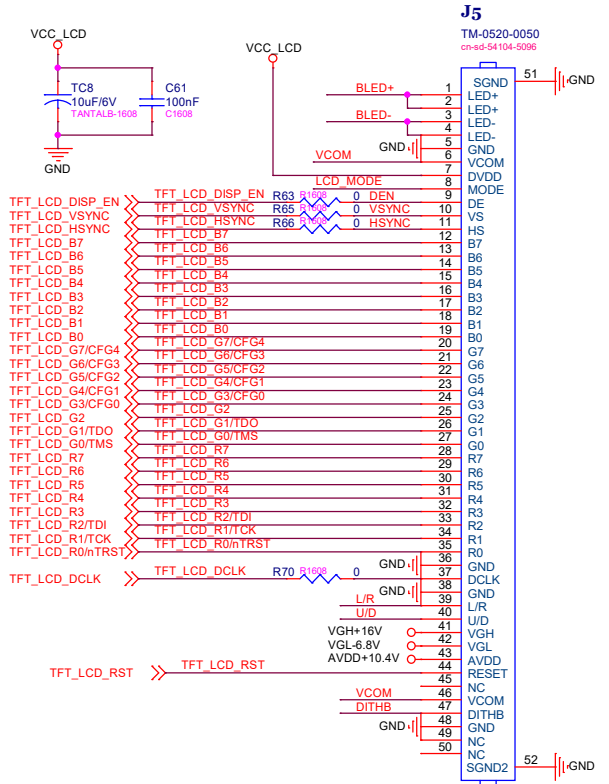 J5
TM-0520-0050
cn-sd-54104-5096
VCC_LCD
VCC_LCD
TC8
10uF/6V
TANTALB-1608
C61
100nF
C1608
GND
SGND 51 GND
BLED+ 1 LED+
2 LED+
BLED- 3 LED-
4 LED-
GND 5 GND
VCOM 6 VCOM
7 DVDD
LCD_MODE 8 MODE
TFT_LCD_DISP_EN TFT_LCD_DISP_EN R63 R1608 0 DEN 9 DE
TFT_LCD_VSYNC TFT_LCD_VSYNC R65 R1608 0 VSYNC 10 VS
TFT_LCD_HSYNC TFT_LCD_HSYNC R66 R1608 0 HSYNC 11 HS
TFT_LCD_B7 TFT_LCD_B7 12 B7
TFT_LCD_B6 TFT_LCD_B6 13 B6
TFT_LCD_B5 TFT_LCD_B5 14 B5
TFT_LCD_B4 TFT_LCD_B4 15 B4
TFT_LCD_B3 TFT_LCD_B3 16 B3
TFT_LCD_B2 TFT_LCD_B2 17 B2
TFT_LCD_B1 TFT_LCD_B1 18 B1
TFT_LCD_B0 TFT_LCD_B0 19 B0
TFT_LCD_G7/CFG4 TFT_LCD_G7/CFG4 20 G7
TFT_LCD_G6/CFG3 TFT_LCD_G6/CFG3 21 G6
TFT_LCD_G5/CFG2 TFT_LCD_G5/CFG2 22 G5
TFT_LCD_G4/CFG1 TFT_LCD_G4/CFG1 23 G4
TFT_LCD_G3/CFG0 TFT_LCD_G3/CFG0 24 G3
TFT_LCD_G2 TFT_LCD_G2 25 G2
TFT_LCD_G1/TDO TFT_LCD_G1/TDO 26 G1
TFT_LCD_G0/TMS TFT_LCD_G0/TMS 27 G0
TFT_LCD_R7 TFT_LCD_R7 28 R7
TFT_LCD_R6 TFT_LCD_R6 29 R6
TFT_LCD_R5 TFT_LCD_R5 30 R5
TFT_LCD_R4 TFT_LCD_R4 31 R4
TFT_LCD_R3 TFT_LCD_R3 32 R3
TFT_LCD_R2/TDI TFT_LCD_R2/TDI 33 R2
TFT_LCD_R1/TCK TFT_LCD_R1/TCK 34 R1
TFT_LCD_R0/nTRST TFT_LCD_R0/nTRST 35 R0
GND 36 GND
TFT_LCD_DCLK TFT_LCD_DCLK R70 R1608 0 37 DCLK
GND 38 GND
L/R 39 L/R
U/D 40 U/D
VGH+16V 41 VGH
VGL-6.8V 42 VGL
AVDD+10.4V 43 AVDD
TFT_LCD_RST TFT_LCD_RST 44 RESET
45 NC
VCOM 46 VCOM
DITHB 47 DITHB
GND 48 GND
49 NC
50 NC
SGND2 52 GND